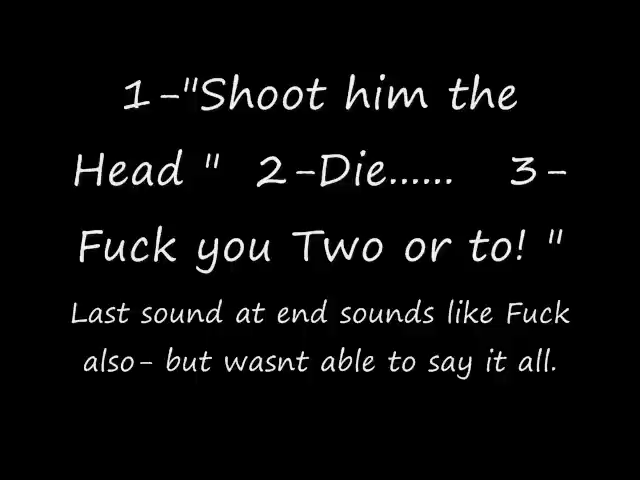 1-"Shoot him the
Head " 2-Die...... 3-
Fuck you Two or to! "
Last sound at end sounds like Fuck
also- but wasnt able to say it all.